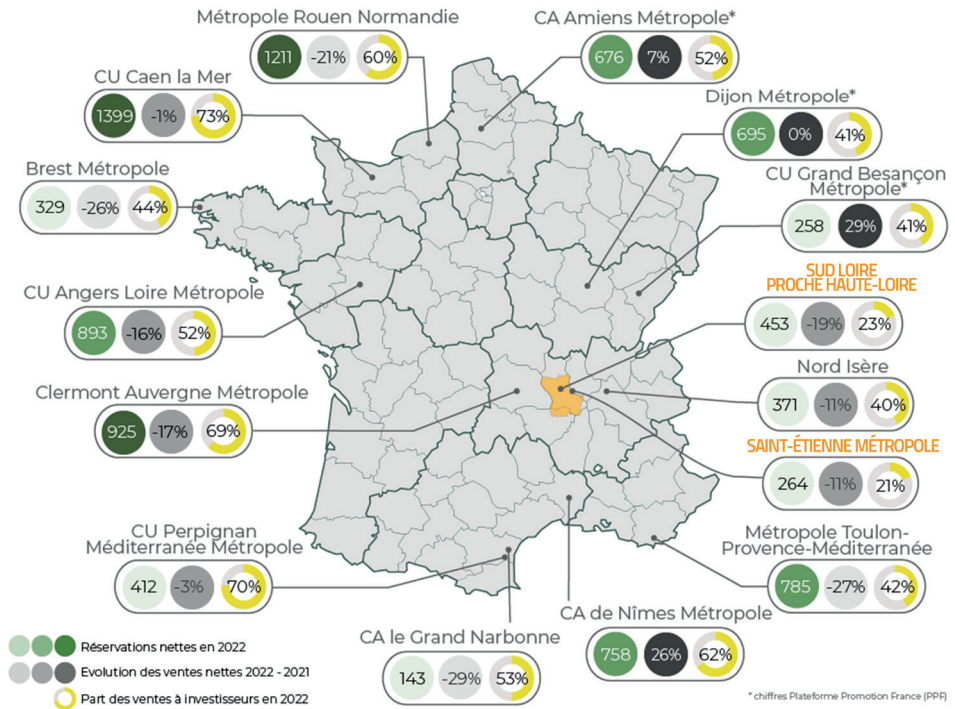 Métropole Rouen Normandie
1211 -21% 60%
CA Amiens Métropole*
676 7% 52%
CU Caen la Mer
1399 -1% 73%
Dijon Métropole*
695 0% 41%
Brest Métropole
329 -26% 44%
CU Grand Besançon
Métropole*
258 29% 41%
CU Angers Loire Métropole
893 -16% 52%
SUD LOIRE
PROCHE HAUTE-LOIRE
453 -19% 23%
Nord Isère
371 -11% 40%
Clermont Auvergne Métropole
925 -17% 69%
SAINT-ÉTIENNE MÉTROPOLE
264 -11% 21%
CU Perpignan
Méditerranée Métropole
412 -3% 70%
Métropole Toulon-
Provence-Méditerranée
785 -27% 42%
CA le Grand Narbonne
143 -29% 53%
CA de Nîmes Métropole
758 26% 62%
Réservations nettes en 2022
Evolution des ventes nettes 2022 - 2021
Part des ventes à investisseurs en 2022
* chiffres Plateforme Promotion France (PPF)